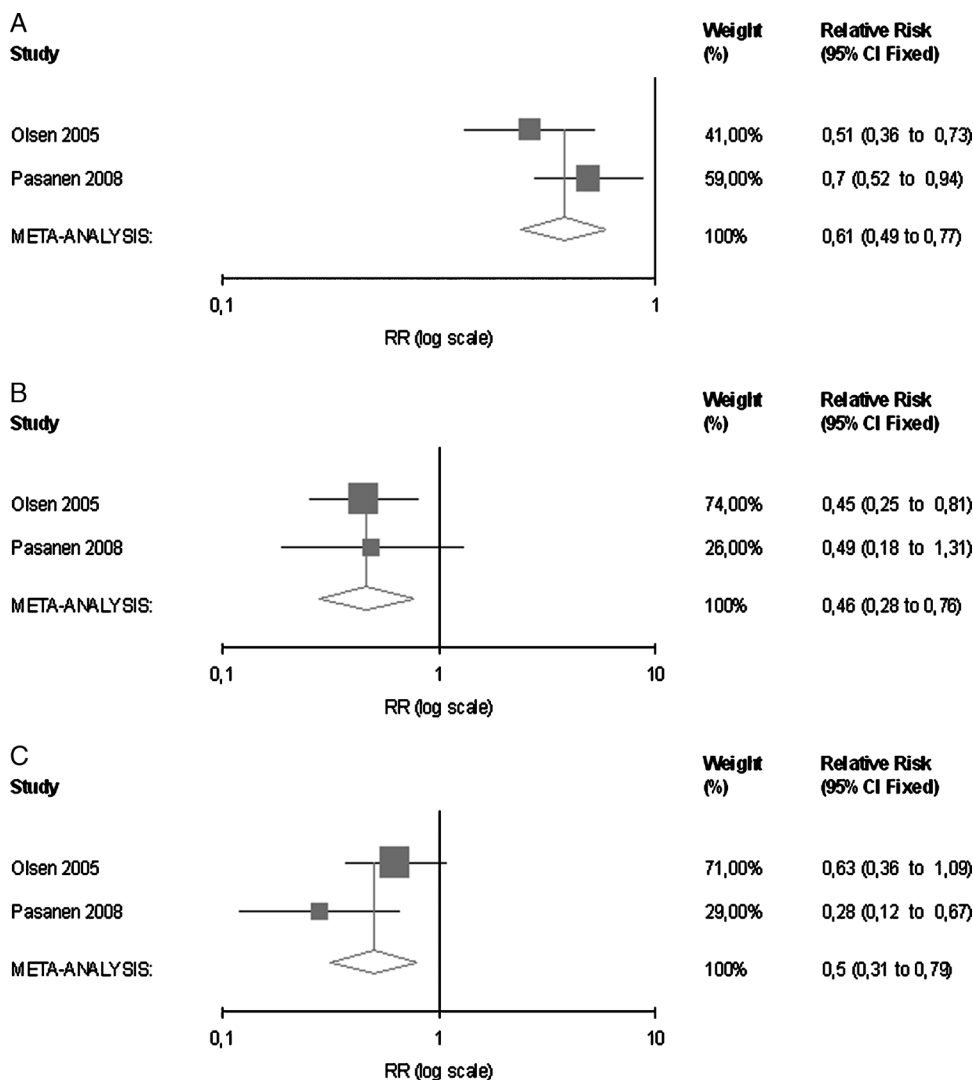 A
Study Weight (%) Relative Risk (95% CI Fixed)
Olsen 2005 41,00% 0,51 (0,36 to 0,73)
Pasanen 2008 59,00% 0,7 (0,52 to 0,94)
META-ANALYSIS: 100% 0,61 (0,49 to 0,77)
0,1 1
RR (log scale)
B
Study Weight (%) Relative Risk (95% CI Fixed)
Olsen 2005 74,00% 0,45 (0,25 to 0,81)
Pasanen 2008 26,00% 0,49 (0,18 to 1,31)
META-ANALYSIS: 100% 0,46 (0,28 to 0,76)
0,1 1 10
RR (log scale)
C
Study Weight (%) Relative Risk (95% CI Fixed)
Olsen 2005 71,00% 0,63 (0,36 to 1,09)
Pasanen 2008 29,00% 0,28 (0,12 to 0,67)
META-ANALYSIS: 100% 0,5 (0,31 to 0,79)
0,1 1 10
RR (log scale)